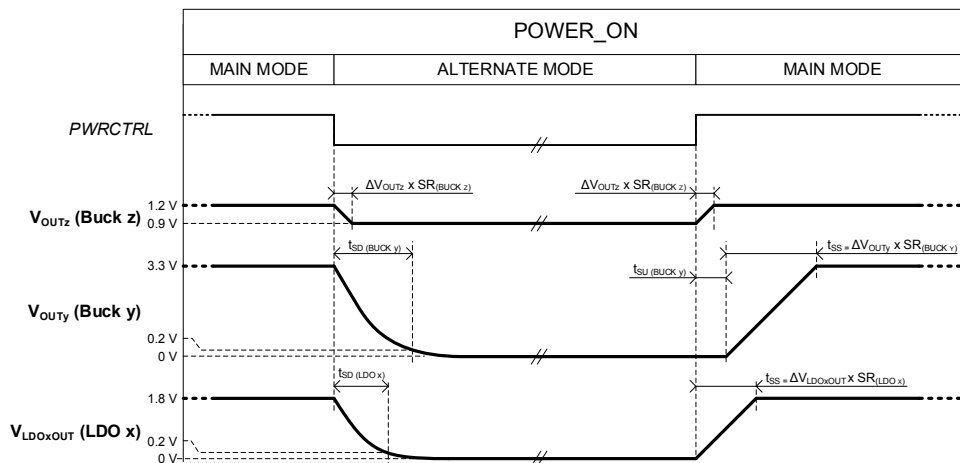 POWER_ON
MAIN MODE ALTERNATE MODE MAIN MODE
PWRCTRL
ΔVOUTz x SR(BUCK z) ΔVOUTz x SR(BUCK z)
1.2 V
VOUTz (Buck z)
0.9 V
tSD (BUCK y) tSS = ΔVOUTy x SR(BUCK Y)
3.3 V
tSU (BUCK y)
VOUTy (Buck y)
0.2 V
0 V
tSD (LDO x) tSS = ΔVLDOxOUT x SR(LDO x)
1.8 V
VLDOxOUT (LDO x)
0.2 V
0 V